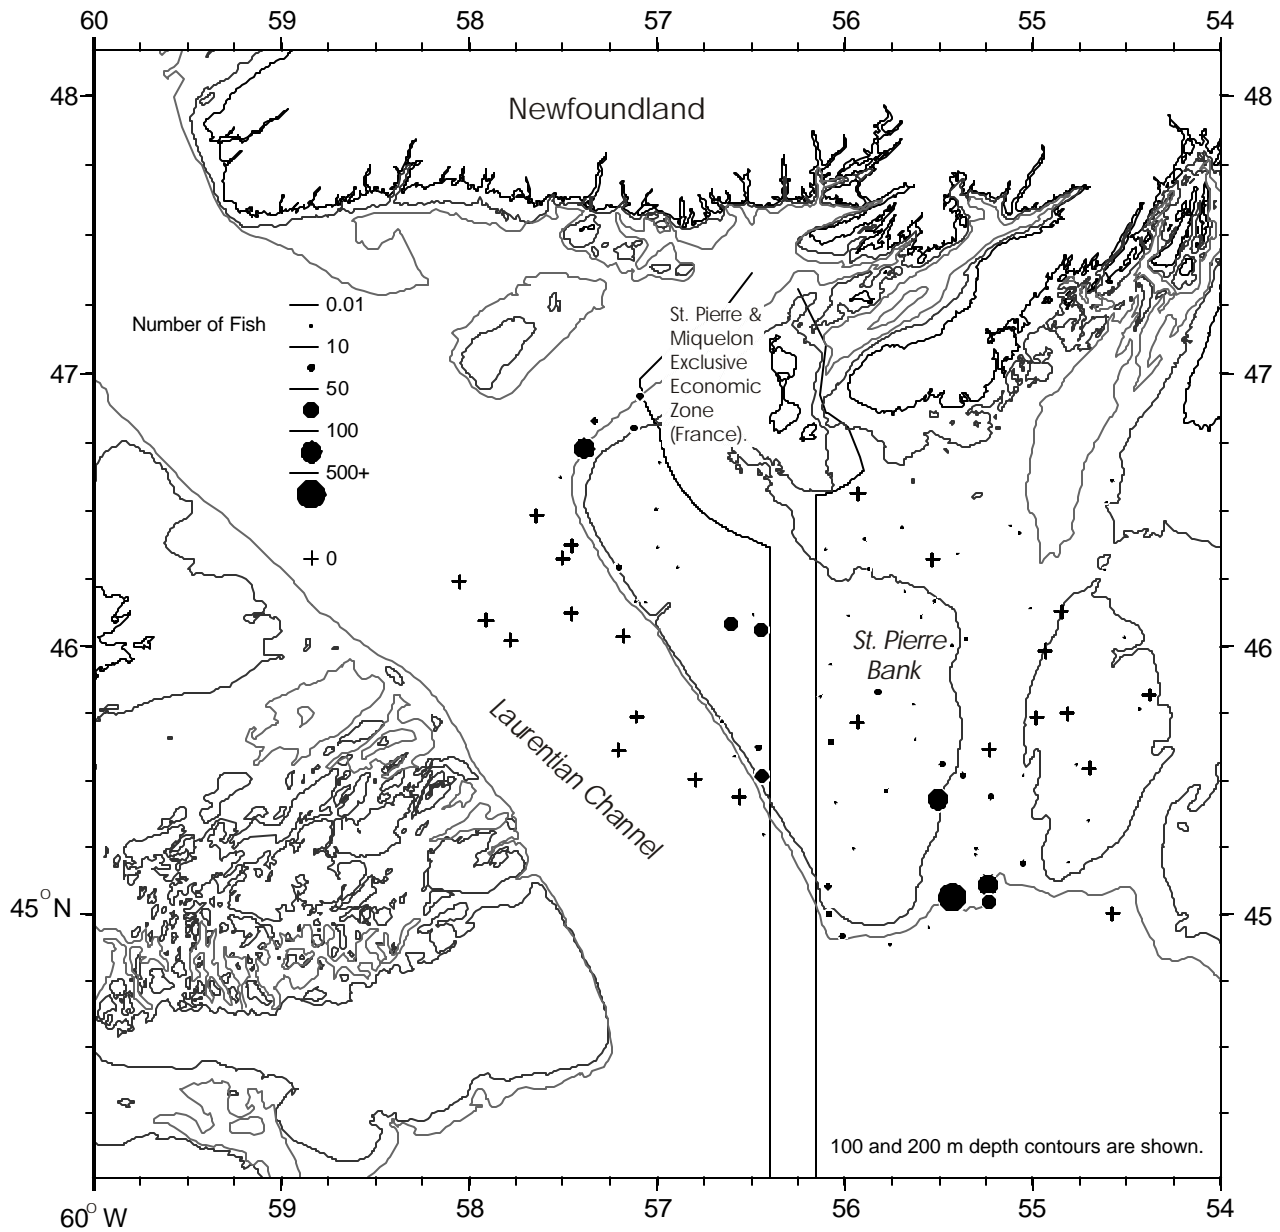 60 59 58 57 56 55 54
48 48
Newfoundland
0.01
Number of Fish
10
50
100
500+
0
St. Pierre &
Miquelon
Exclusive
Economic
Zone
(France).
47 47
46 46
St. Pierre
Bank
Laurentian Channel
45° N 45
100 and 200 m depth contours are shown.
60° W 59 58 57 56 55 54